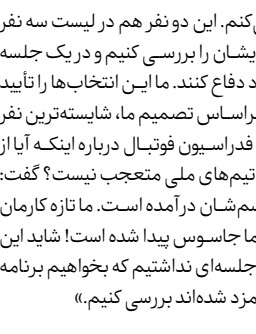 ی‌کنم. این دو نفر هم در لیست سه نفر
یشان را بررسی کنیم و در یک جلسه
د دفاع کنند. ما این انتخاب‌ها را تأیید
براساس تصمیم ما، شایسته‌ترین نفر
فدراسیون فوتبال درباره اینکه آیا از
تیم‌های ملی متعجب نیست؟ گفت:
سم‌شان درآمده است. ما تازه کارمان
ما جاسوس پیدا شده است! شاید این
جلسه‌ای نداشتیم که بخواهیم برنامه
مزد شده‌اند بررسی کنیم.»